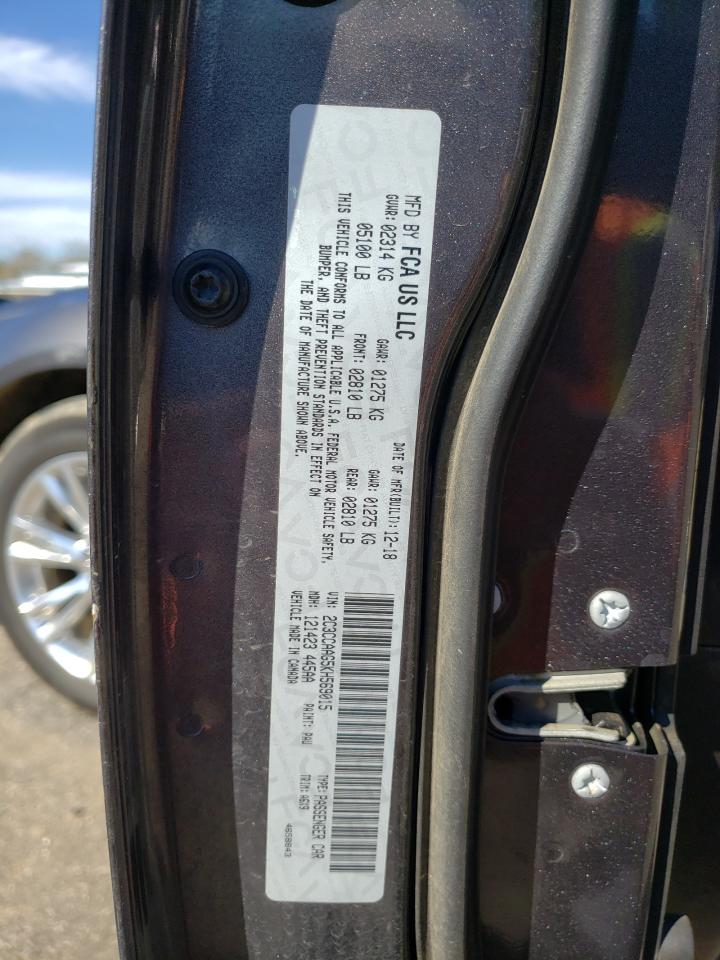 MFD BY FCA US LLC
DATE OF MFR(BUILT): 12-18
GVWR: 02314 KG
GAWR: 01275 KG
GAWR: 01275 KG
05100 LB
FRONT: 02810 LB
REAR: 02810 LB
THIS VEHICLE CONFORMS TO ALL APPLICABLE U.S.A. FEDERAL MOTOR VEHICLE SAFETY,
BUMPER, AND THEFT PREVENTION STANDARDS IN EFFECT ON
THE DATE OF MANUFACTURE SHOWN ABOVE.
VIN: 2C3CCAAG5KH569015
TYPE: PASSENGER CAR
MDH: 121423 445AA
PAINT: PAU
TRIM: A6X9
VEHICLE MADE IN CANADA
4858843